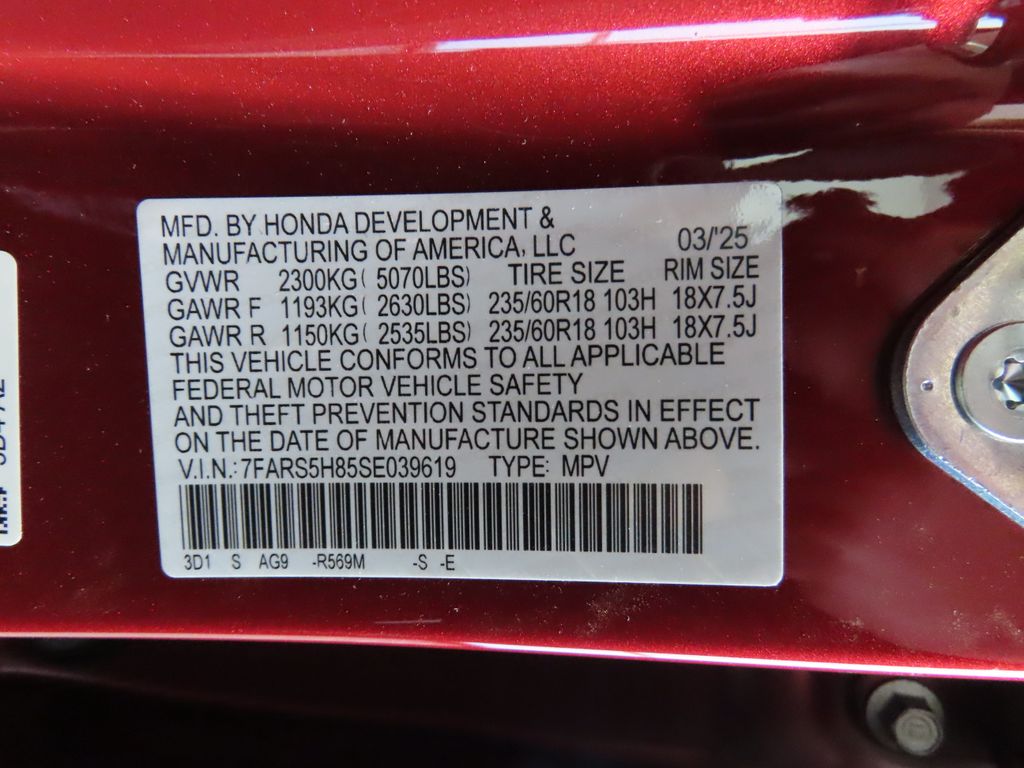 MFD. BY HONDA DEVELOPMENT &
MANUFACTURING OF AMERICA, LLC 03/'25
GVWR 2300KG( 5070LBS) TIRE SIZE RIM SIZE
GAWR F 1193KG( 2630LBS) 235/60R18 103H 18X7.5J
GAWR R 1150KG( 2535LBS) 235/60R18 103H 18X7.5J
THIS VEHICLE CONFORMS TO ALL APPLICABLE
FEDERAL MOTOR VEHICLE SAFETY
AND THEFT PREVENTION STANDARDS IN EFFECT
ON THE DATE OF MANUFACTURE SHOWN ABOVE.
V.I.N.:7FARS5H85SE039619 TYPE: MPV
3D1 S AG9 -R569M -S -E